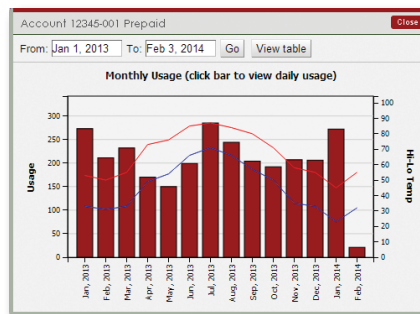 Account 12345-001 Prepaid Close
From: Jan 1, 2013 To: Feb 3, 2014 Go View table
Monthly Usage (click bar to view daily usage)
Usage
300
250
200
150
100
50
0
Hi-Lo Temp
100
90
80
70
60
50
40
30
20
10
0
Jan, 2013
Feb, 2013
Mar, 2013
Apr, 2013
May, 2013
Jun, 2013
Jul, 2013
Aug, 2013
Sep, 2013
Oct, 2013
Nov, 2013
Dec, 2013
Jan, 2014
Feb, 2014